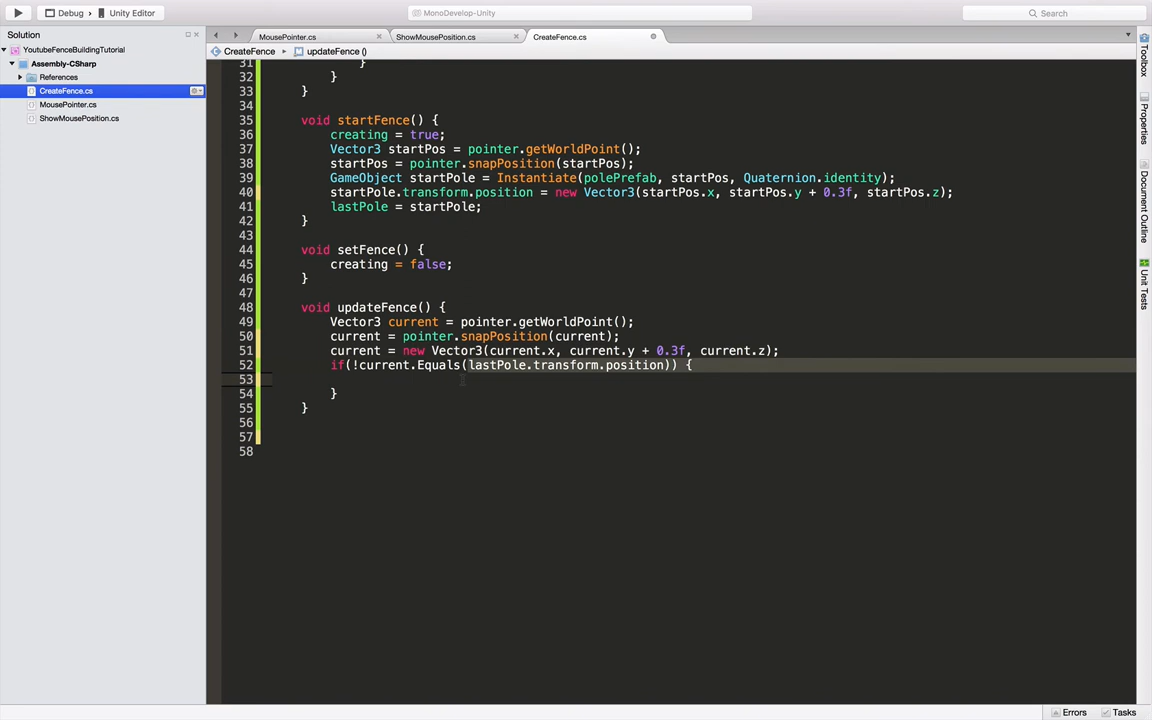 Debug › Unity Editor
MonoDevelop-Unity
Search
Solution
MousePointer.cs
ShowMousePosition.cs
CreateFence.cs
YoutubeFenceBuildingTutorial
CreateFence
updateFence ()
Assembly-CSharp
References
CreateFence.cs
MousePointer.cs
ShowMousePosition.cs
31 }
32 }
33 }
34
35 void startFence() {
36 creating = true;
37 Vector3 startPos = pointer.getWorldPoint();
38 startPos = pointer.snapPosition(startPos);
39 GameObject startPole = Instantiate(polePrefab, startPos, Quaternion.identity);
40 startPole.transform.position = new Vector3(startPos.x, startPos.y + 0.3f, startPos.z);
41 lastPole = startPole;
42 }
43
44 void setFence() {
45 creating = false;
46 }
47
48 void updateFence() {
49 Vector3 current = pointer.getWorldPoint();
50 current = pointer.snapPosition(current);
51 current = new Vector3(current.x, current.y + 0.3f, current.z);
52 if(!current.Equals(lastPole.transform.position)) {
53
54 }
55 }
56
57
58
Toolbox
Properties
Document Outline
Unit Tests
Errors
Tasks